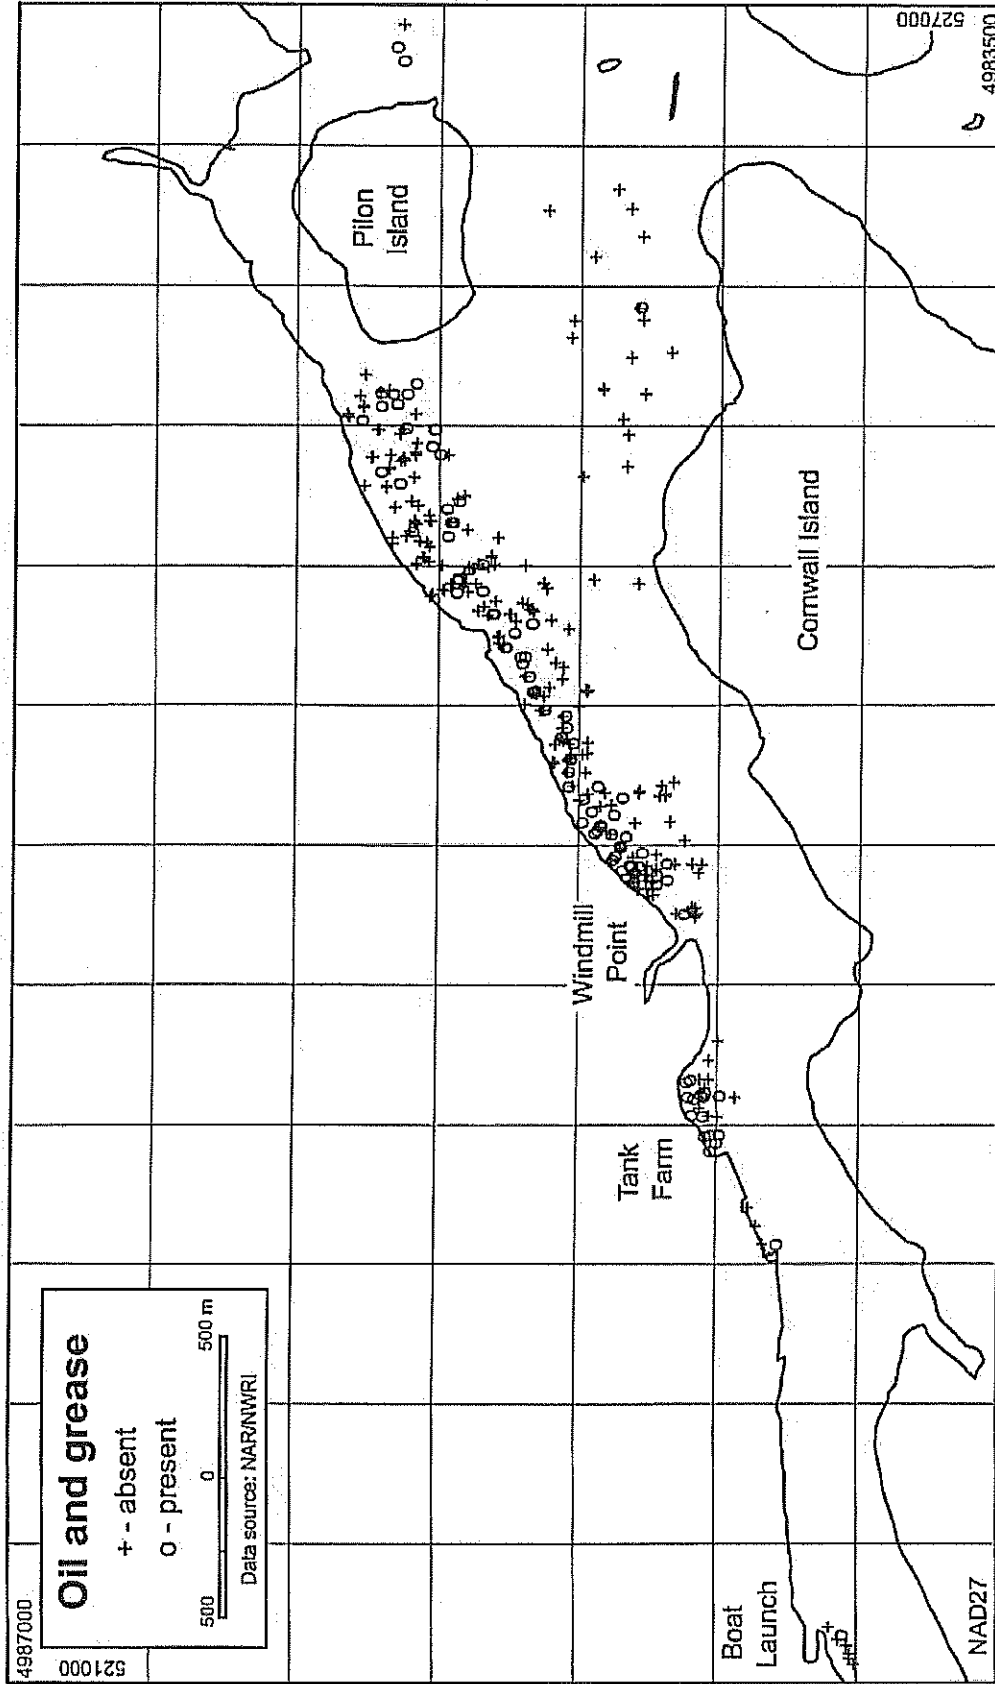 4987000
521000
Oil and grease
+ - absent
o - present
500 0 500 m
Data source: NAR/NWRI
Pilon
Island
Windmill
Point
Cornwall Island
Tank
Farm
Boat
Launch
NAD27
527000
4983500